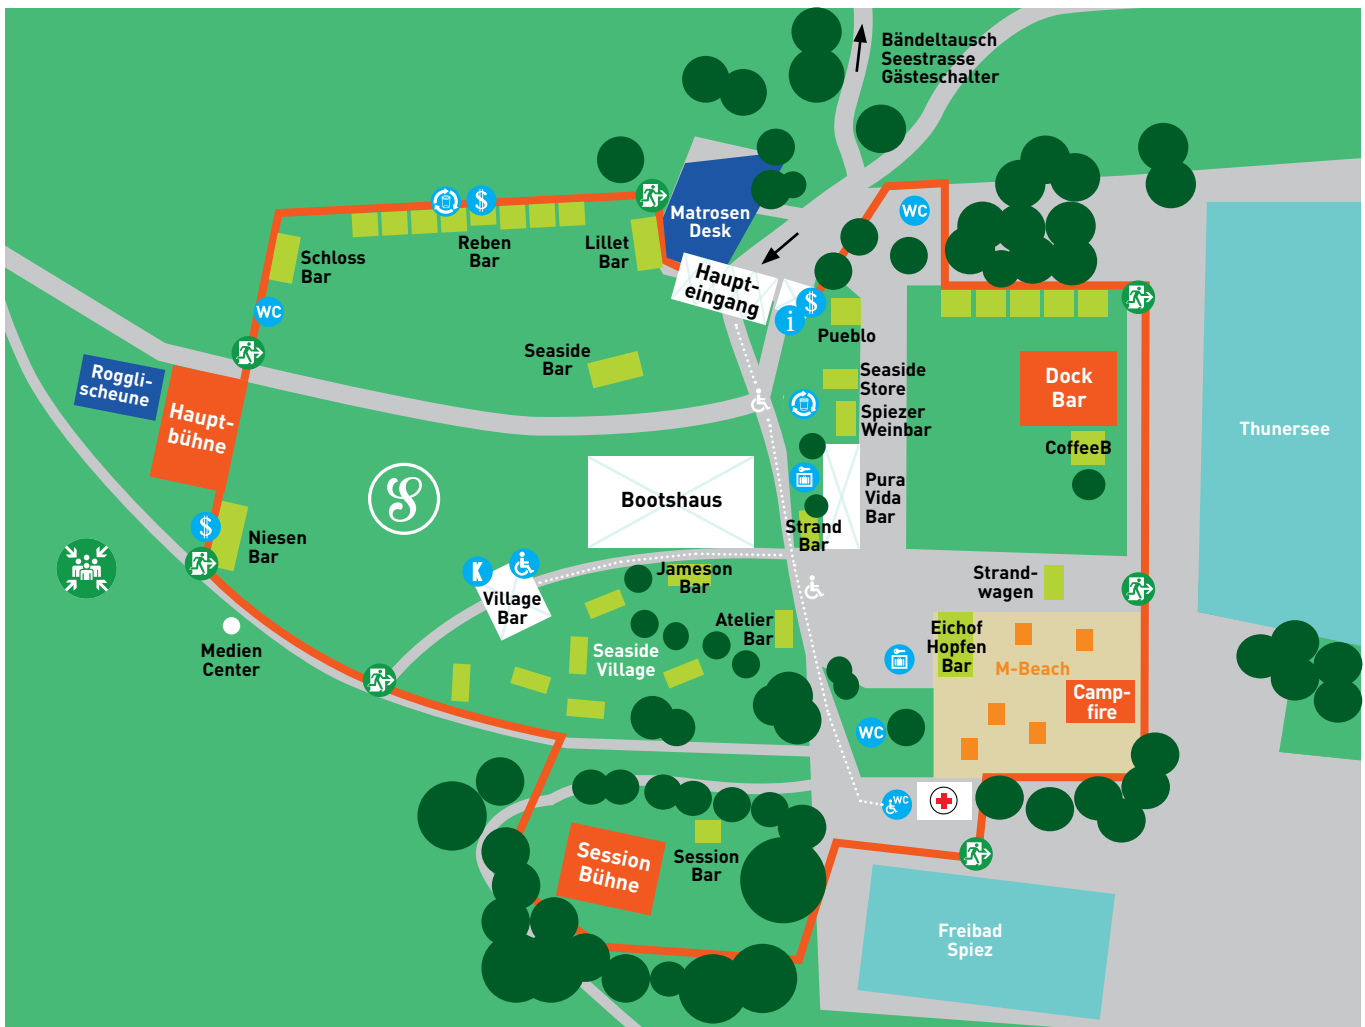 Bändeltausch
Seestrasse
Gästeschalter
Matrosen
Desk
WC
$
Reben
Bar
Lillet
Bar
Schloss
Bar
Haupt-
eingang
$
i
Pueblo
WC
Seaside
Bar
Seaside
Store
Spiezer
Weinbar
Dock
Bar
CoffeeB
Thunersee
Roggli-
scheune
Haupt-
bühne
Bootshaus
Pura
Vida
Bar
Strand
Bar
$
Niesen
Bar
K
Village
Bar
Jameson
Bar
Strand-
wagen
Atelier
Bar
Eichhof
Hopfen
Bar
M-Beach
Medien
Center
Seaside
Village
Camp-
fire
WC
WC
Session
Bühne
Session
Bar
Freibad
Spiez